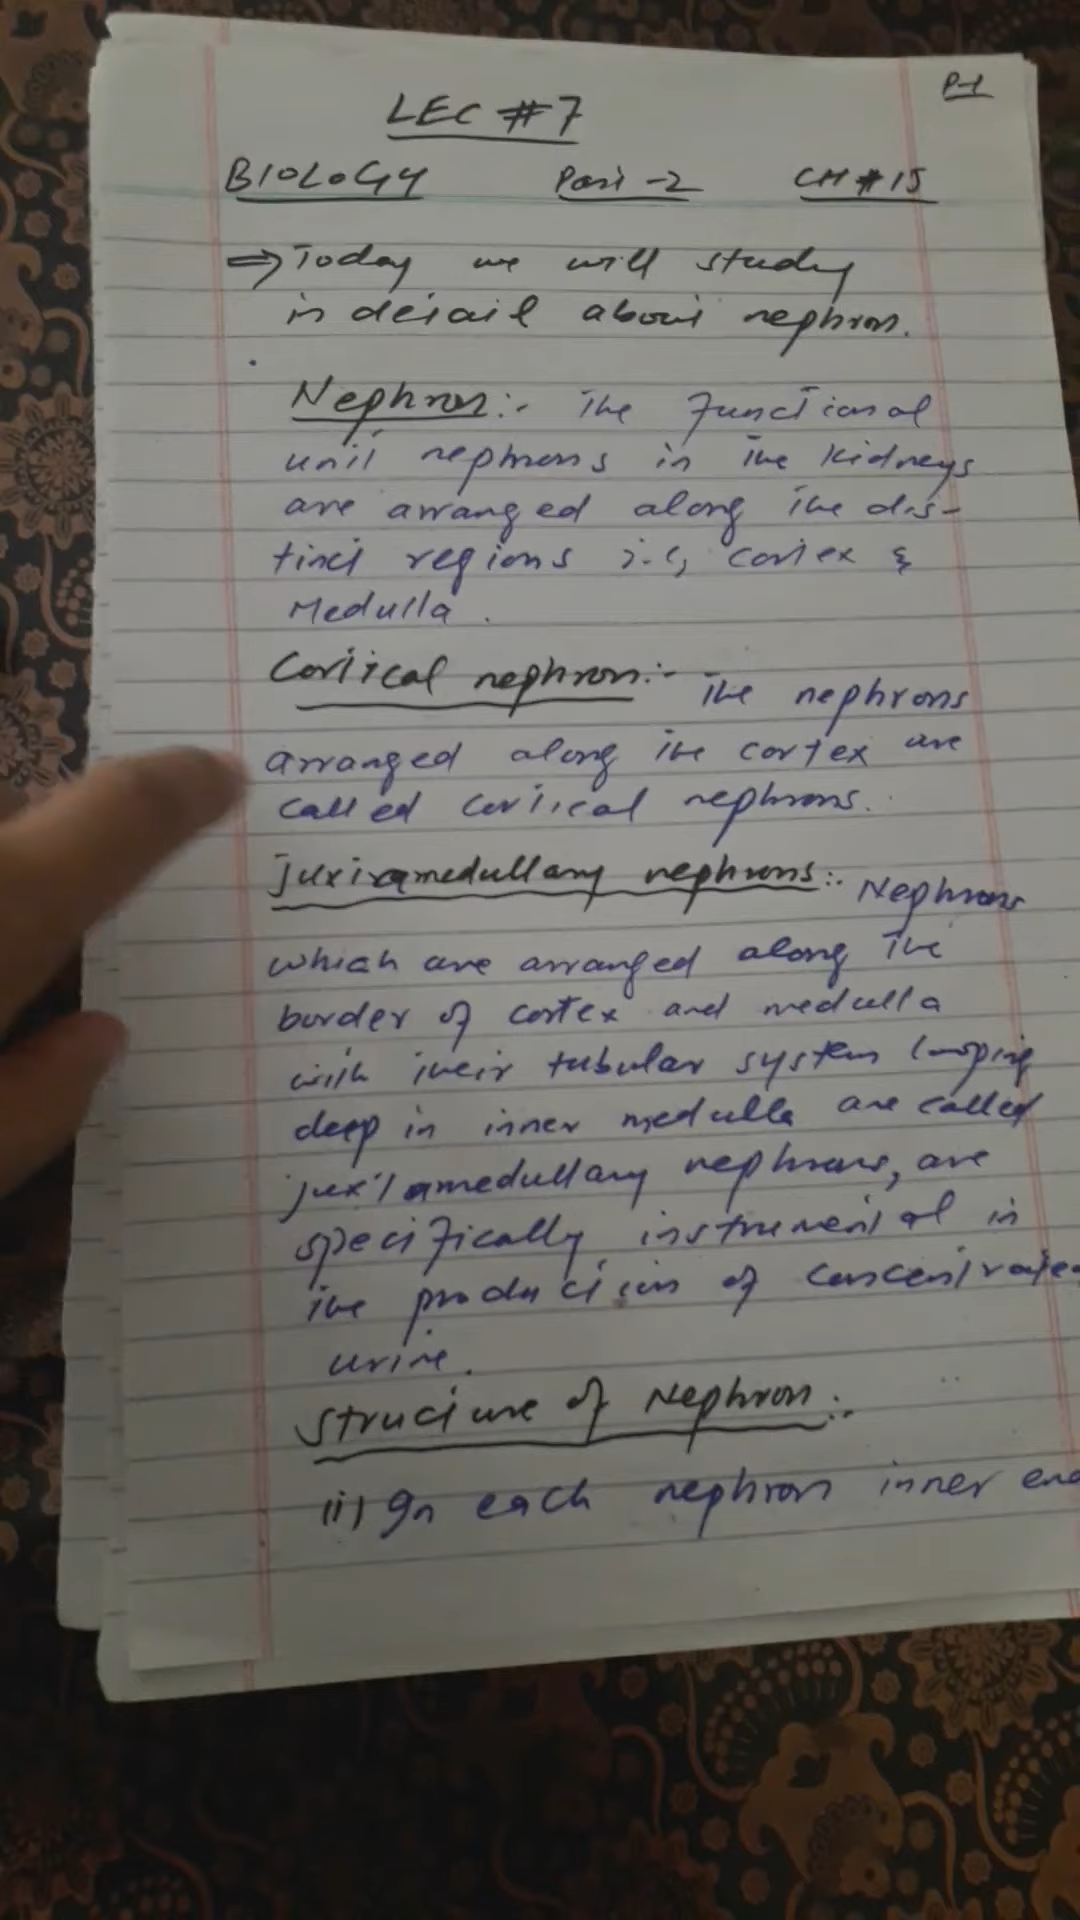 P-1
LEC #7
BIOLOGY Part-2 CH#15
⇒ Today we will study
in detail about nephron.
Nephron:- The functional
unit nephrons in the kidneys
are arranged along the dis-
tinct regions i.e, cortex &
Medulla.
Cortical nephron:- The nephrons
arranged along the cortex are
called cortical nephrons.
juxtamedullary nephrons:- Nephrons
which are arranged along the
border of cortex and medulla
with their tubular system looping
deep in inner medulla are called
juxtamedullary nephrons, are
specifically instrumental in
the production of concentrated
urine.
Structure of Nephron:-
(i) In each nephron inner end